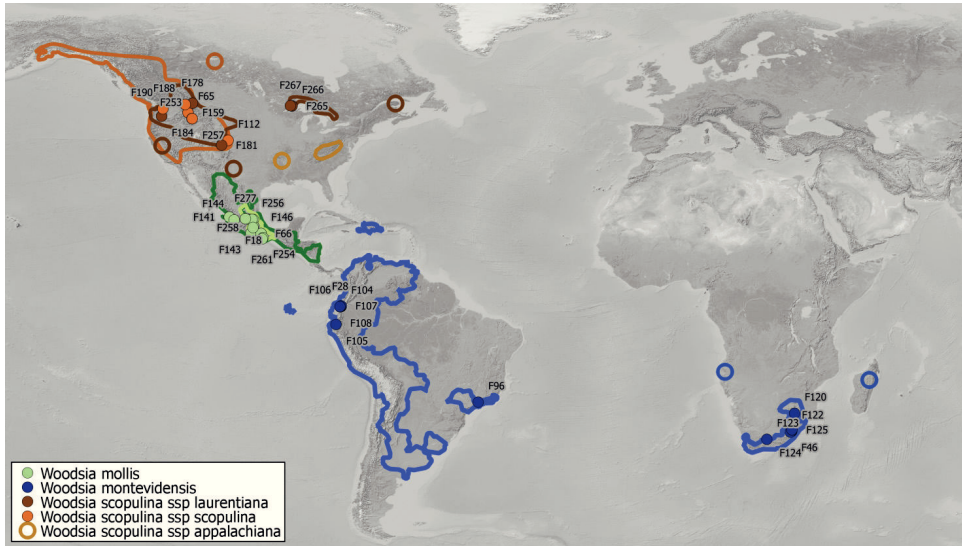 F267
F266
F265
F178
F188
F190
F65
F253
F159
F112
F184
F257
F181
F277
F256
F144
F141
F146
F258
F66
F18
F143
F254
F261
F28
F106
F104
F107
F108
F105
F96
F120
F122
F123
F125
F46
F124
Woodsia mollis
Woodsia montevidensis
Woodsia scopulina ssp laurentiana
Woodsia scopulina ssp scopulina
Woodsia scopulina ssp appalachiana